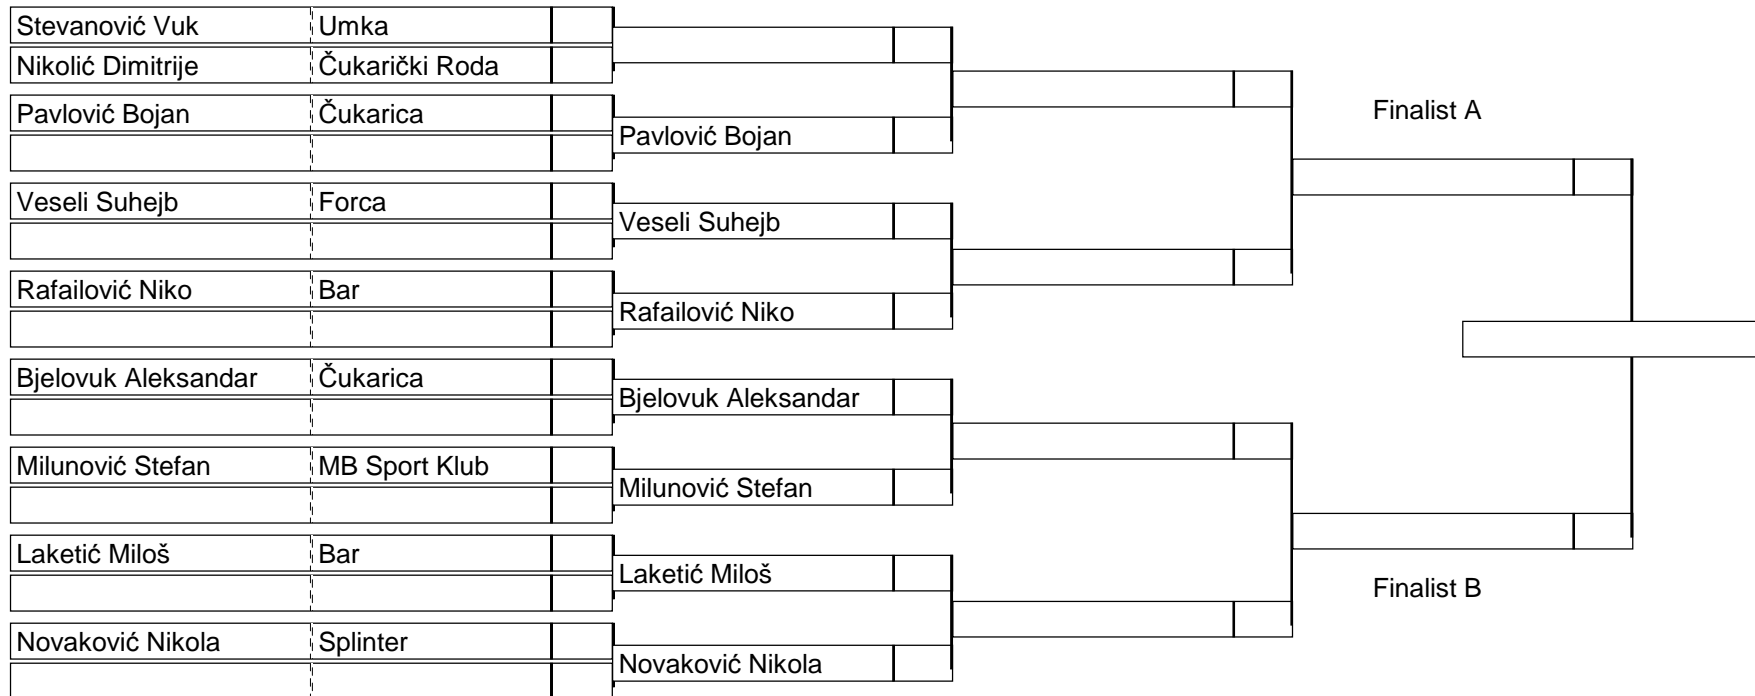 Stevanović Vuk Umka
Nikolić Dimitrije Čukarički Roda
Pavlović Bojan Čukarica
Veseli Suhejb Forca
Rafailović Niko Bar
Bjelovuk Aleksandar Čukarica
Milunović Stefan MB Sport Klub
Laketić Miloš Bar
Novaković Nikola Splinter
Pavlović Bojan
Veseli Suhejb
Rafailović Niko
Bjelovuk Aleksandar
Milunović Stefan
Laketić Miloš
Novaković Nikola
Finalist A
Finalist B